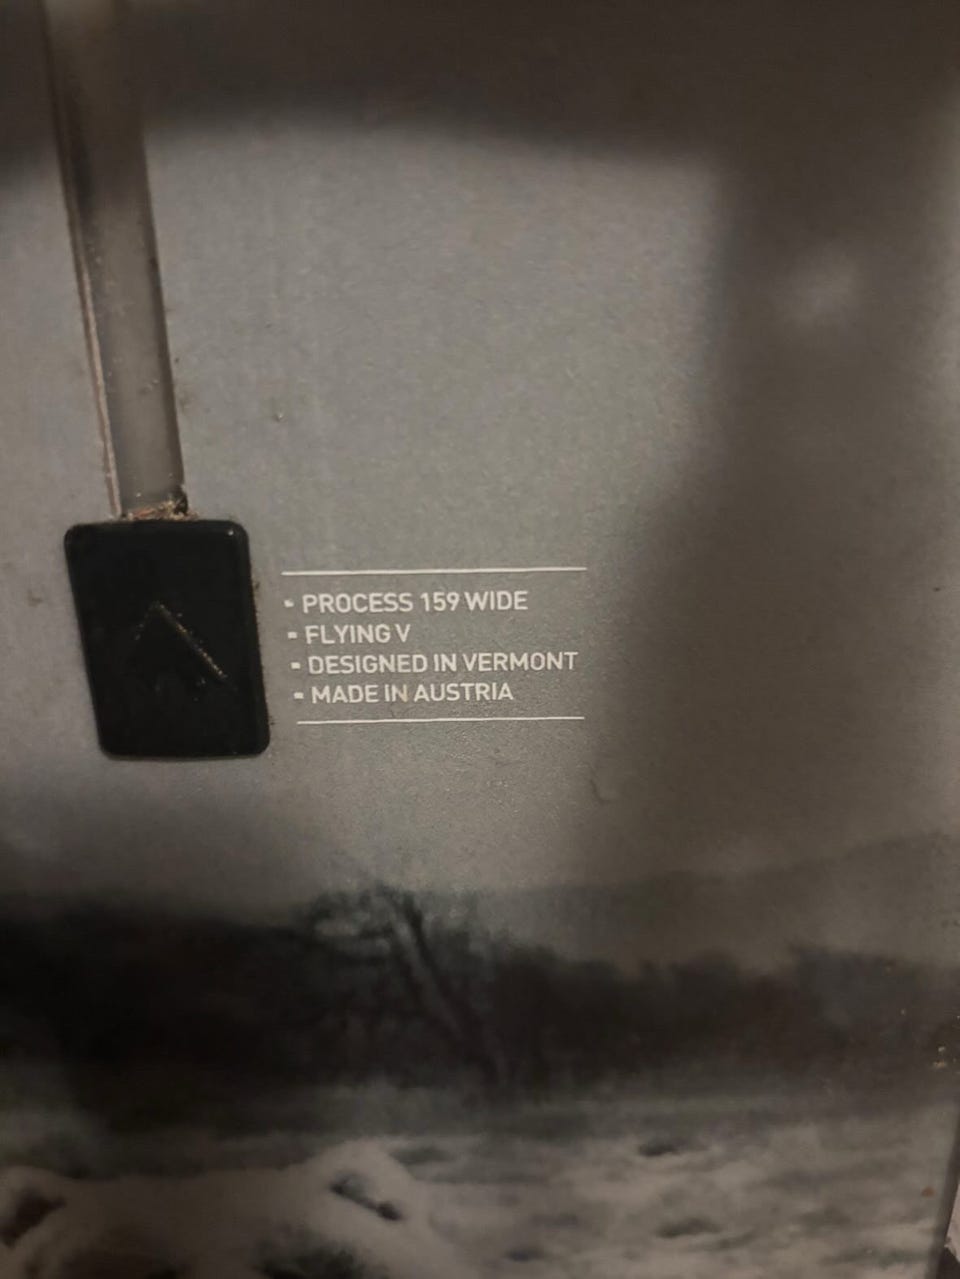 - PROCESS 159 WIDE
- FLYING V
- DESIGNED IN VERMONT
- MADE IN AUSTRIA